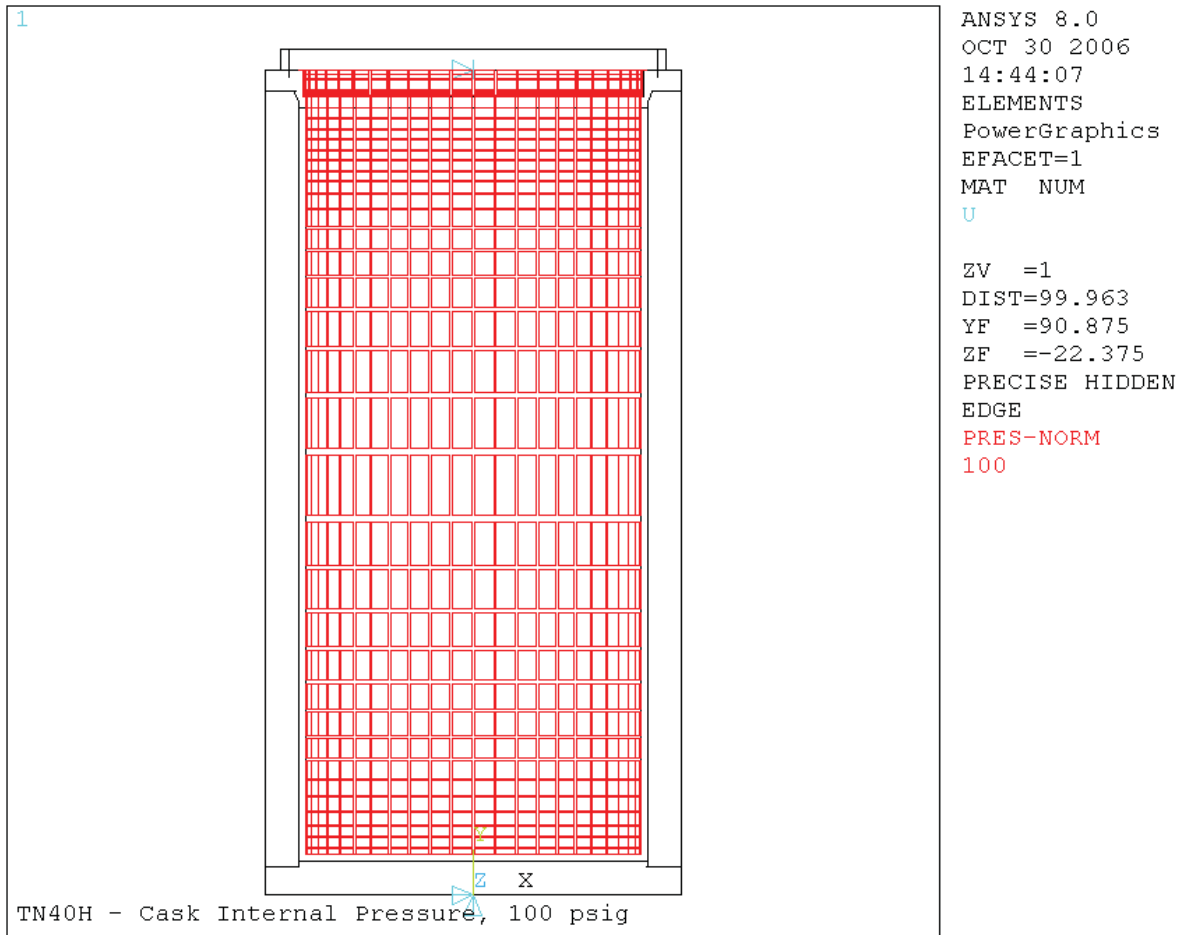 1
ANSYS 8.0
OCT 30 2006
14:44:07
ELEMENTS
PowerGraphics
EFACET=1
MAT NUM
U
ZV =1
DIST=99.963
YF =90.875
ZF =-22.375
PRECISE HIDDEN
EDGE
PRES-NORM
100
Y
Z X
TN40H - Cask Internal Pressure, 100 psig